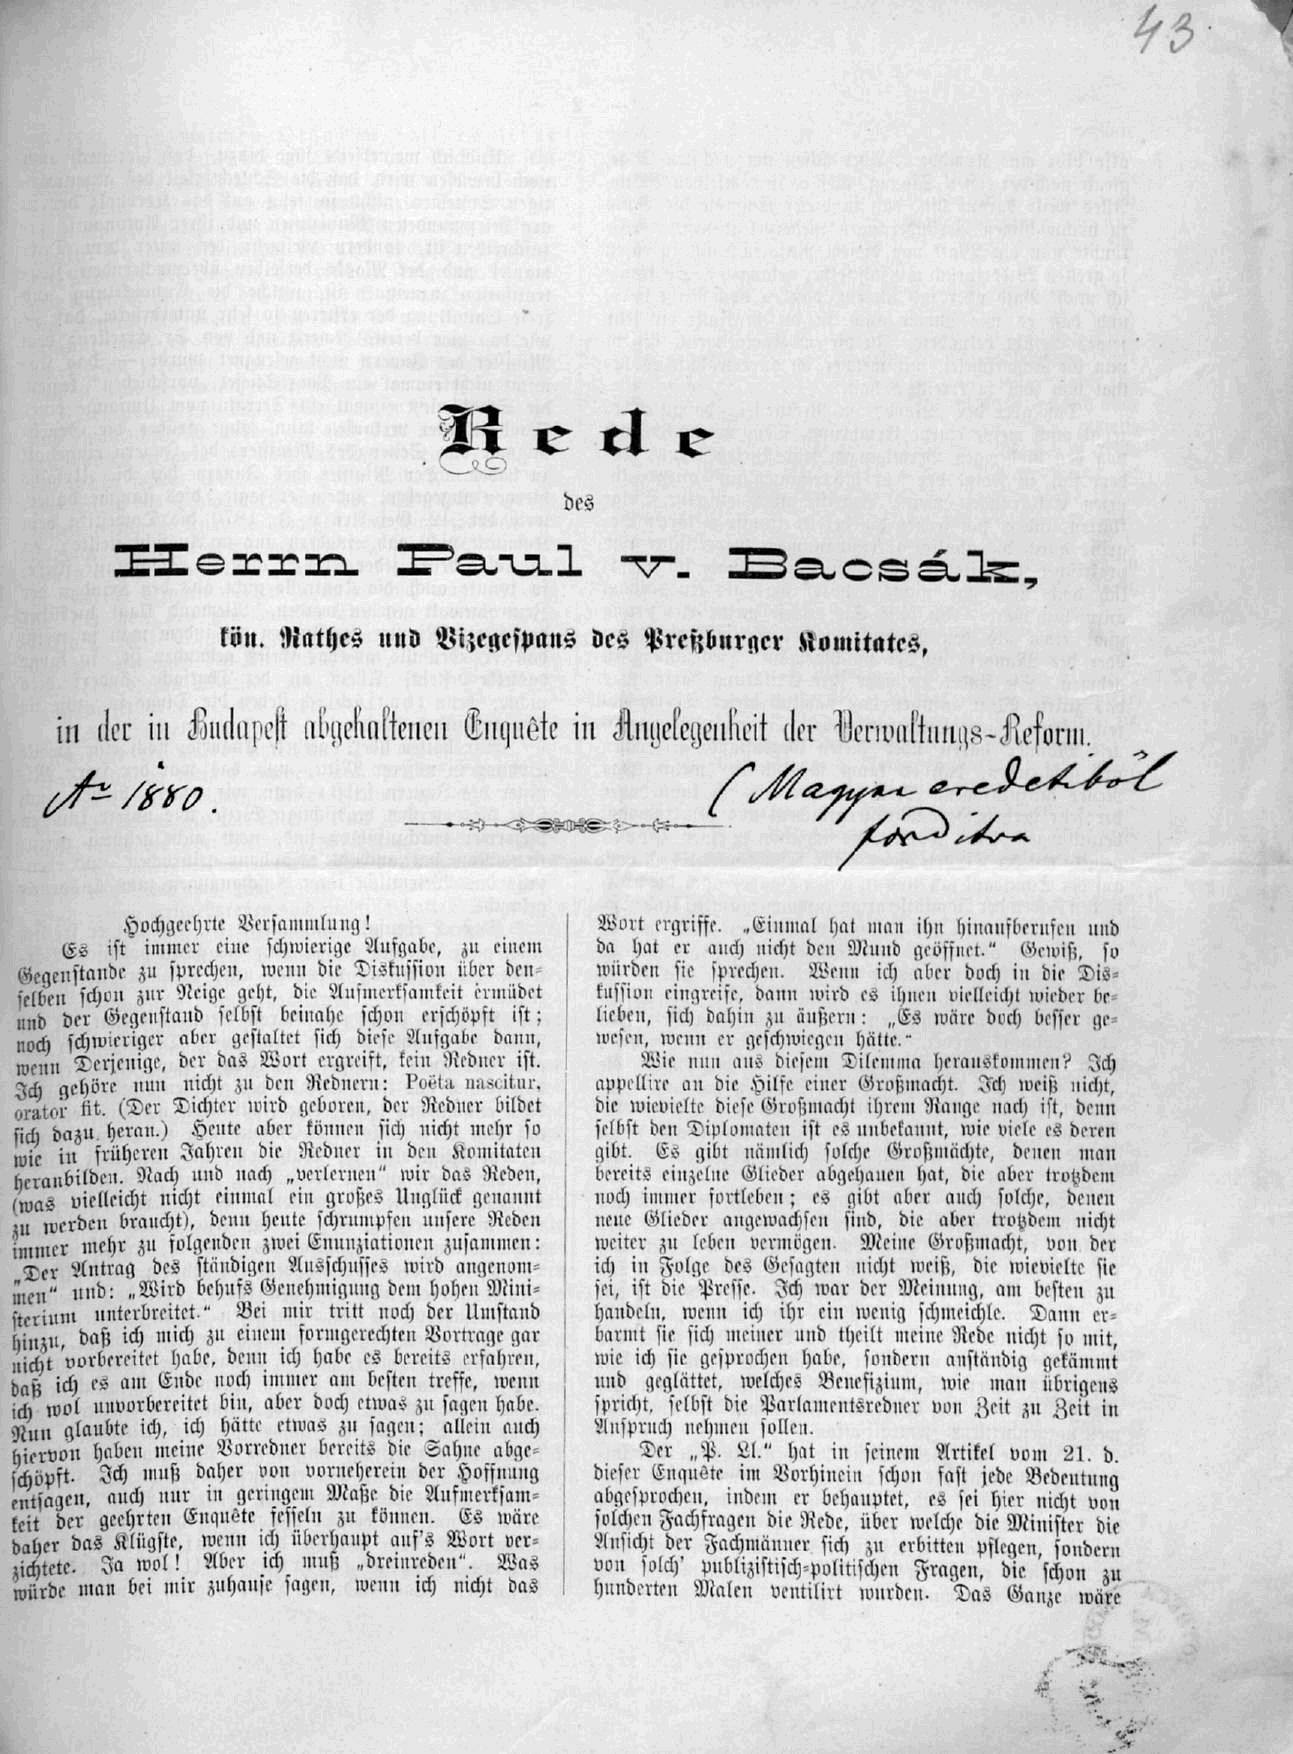 43.
Rede
des
Herrn Paul v. Bacsák,
kön. Rathes und Vizegespans des Preßburger Komitates,
in der in Budapest abgehaltenen Enquête in Angelegenheit der Verwaltungs-Reform.
Ao 1880.
(Magyar eredetiből
fordítva
Hochgeehrte Versammlung!
Es ist immer eine schwierige Aufgabe, zu einem
Gegenstande zu sprechen, wenn die Diskussion über den-
selben schon zur Neige geht, die Aufmerksamkeit ermüdet
und der Gegenstand selbst beinahe schon erschöpft ist;
noch schwieriger aber gestaltet sich diese Aufgabe dann,
wenn Derjenige, der das Wort ergreift, kein Redner ist.
Ich gehöre nun nicht zu den Rednern: Poëta nascitur,
orator fit. (Der Dichter wird geboren, der Redner bildet
sich dazu heran.) Heute aber können sich nicht mehr so
wie in früheren Jahren die Redner in den Komitaten
heranbilden. Nach und nach „verlernen“ wir das Reden,
(was vielleicht nicht einmal ein großes Unglück genannt
zu werden braucht), denn heute schrumpfen unsere Reden
immer mehr zu folgenden zwei Enunziationen zusammen:
„Der Antrag des ständigen Ausschusses wird angenom-
men“ und: „Wird behufs Genehmigung dem hohen Mini-
sterium unterbreitet.“ Bei mir tritt noch der Umstand
hinzu, daß ich mich zu einem formgerechten Vortrage gar
nicht vorbereitet habe, denn ich habe es bereits erfahren,
daß ich es am Ende noch immer am besten treffe, wenn
ich wol unvorbereitet bin, aber doch etwas zu sagen habe.
Nun glaubte ich, ich hätte etwas zu sagen; allein auch
hiervon haben meine Vorredner bereits die Sahne abge-
schöpft. Ich muß daher von vorneherein der Hoffnung
entsagen, auch nur in geringem Maße die Aufmerksam-
keit der geehrten Enquête fesseln zu können. Es wäre
daher das Klügste, wenn ich überhaupt auf's Wort ver-
zichtete. Ja wol! Aber ich muß „dreinreden“. Was
würde man bei mir zuhause sagen, wenn ich nicht das
Wort ergriffe. „Einmal hat man ihn hinaufberufen und
da hat er auch nicht den Mund geöffnet.“ Gewiß, so
würden sie sprechen. Wenn ich aber doch in die Dis-
kussion eingreife, dann wird es ihnen vielleicht wieder be-
lieben, sich dahin zu äußern: „Es wäre doch besser ge-
wesen, wenn er geschwiegen hätte.“
Wie nun aus diesem Dilemma herauskommen? Ich
appellire an die Hilfe einer Großmacht. Ich weiß nicht,
die wievielte diese Großmacht ihrem Range nach ist, denn
selbst den Diplomaten ist es unbekannt, wie viele es deren
gibt. Es gibt nämlich solche Großmächte, denen man
bereits einzelne Glieder abgehauen hat, die aber trotzdem
noch immer fortleben; es gibt aber auch solche, denen
neue Glieder angewachsen sind, die aber trotzdem nicht
weiter zu leben vermögen. Meine Großmacht, von der
ich in Folge des Gesagten nicht weiß, die wievielte sie
sei, ist die Presse. Ich war der Meinung, am besten zu
handeln, wenn ich ihr ein wenig schmeichle. Dann er-
barmt sie sich meiner und theilt meine Rede nicht so mit,
wie ich sie gesprochen habe, sondern anständig gekämmt
und geglättet, welches Benefizium, wie man übrigens
spricht, selbst die Parlamentsredner von Zeit zu Zeit in
Anspruch nehmen sollen.
Der „P. Ll.“ hat in seinem Artikel vom 21. d.
dieser Enquête im Vorhinein schon fast jede Bedeutung
abgesprochen, indem er behauptet, es sei hier nicht von
solchen Fachfragen die Rede, über welche die Minister die
Ansicht der Fachmänner sich zu erbitten pflegen, sondern
von solch' publizistisch-politischen Fragen, die schon zu
hunderten Malen ventilirt wurden. Das Ganze wäre